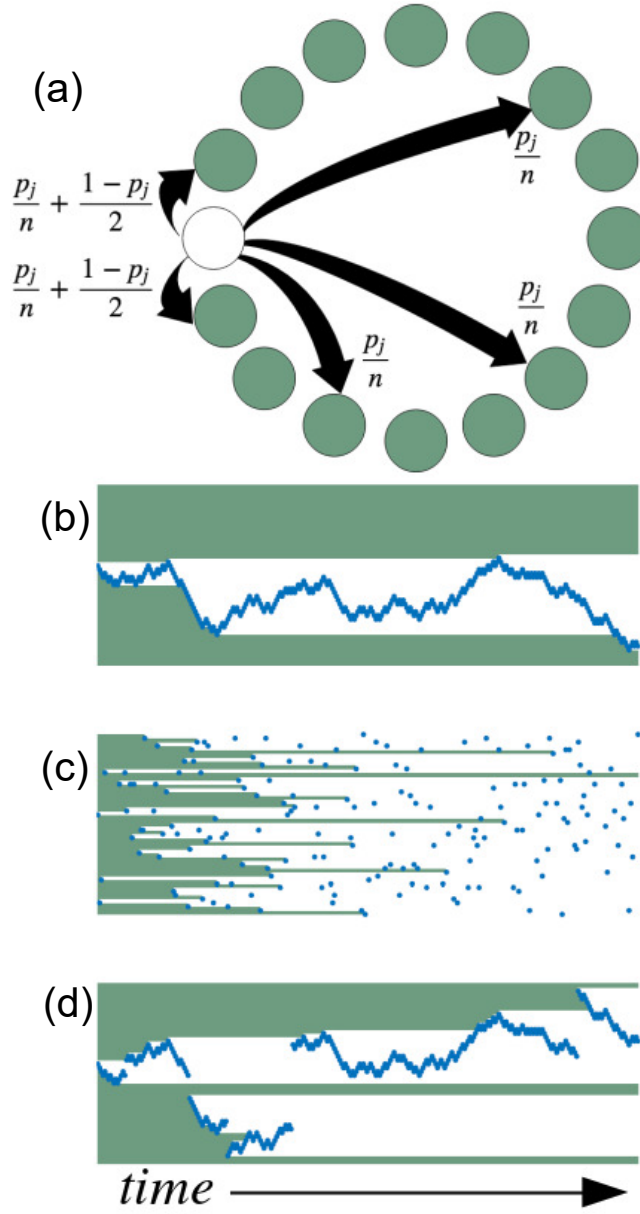 (a)
p_j/n
p_j/n + (1 − p_j)/2
p_j/n + (1 − p_j)/2
p_j/n
p_j/n
(b)
(c)
(d)
time